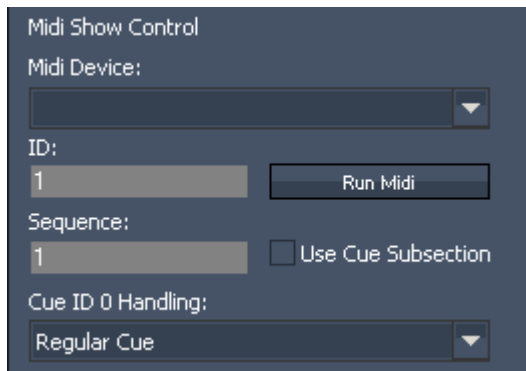 Midi Show Control
Midi Device:
ID:
1
Run Midi
Sequence:
1
Use Cue Subsection
Cue ID 0 Handling:
Regular Cue